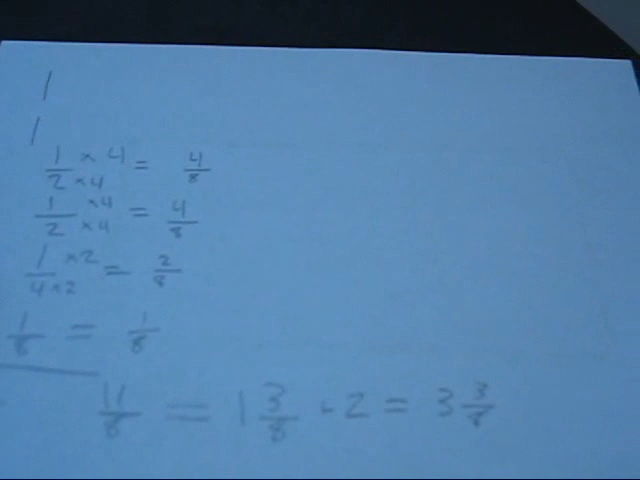 1
1
1/2 × 4/× 4 = 4/8
1/2 × 4/× 4 = 4/8
1/4 × 2/× 2 = 2/8
1/8 = 1/8
11/8 = 1 3/8 + 2 = 3 3/8